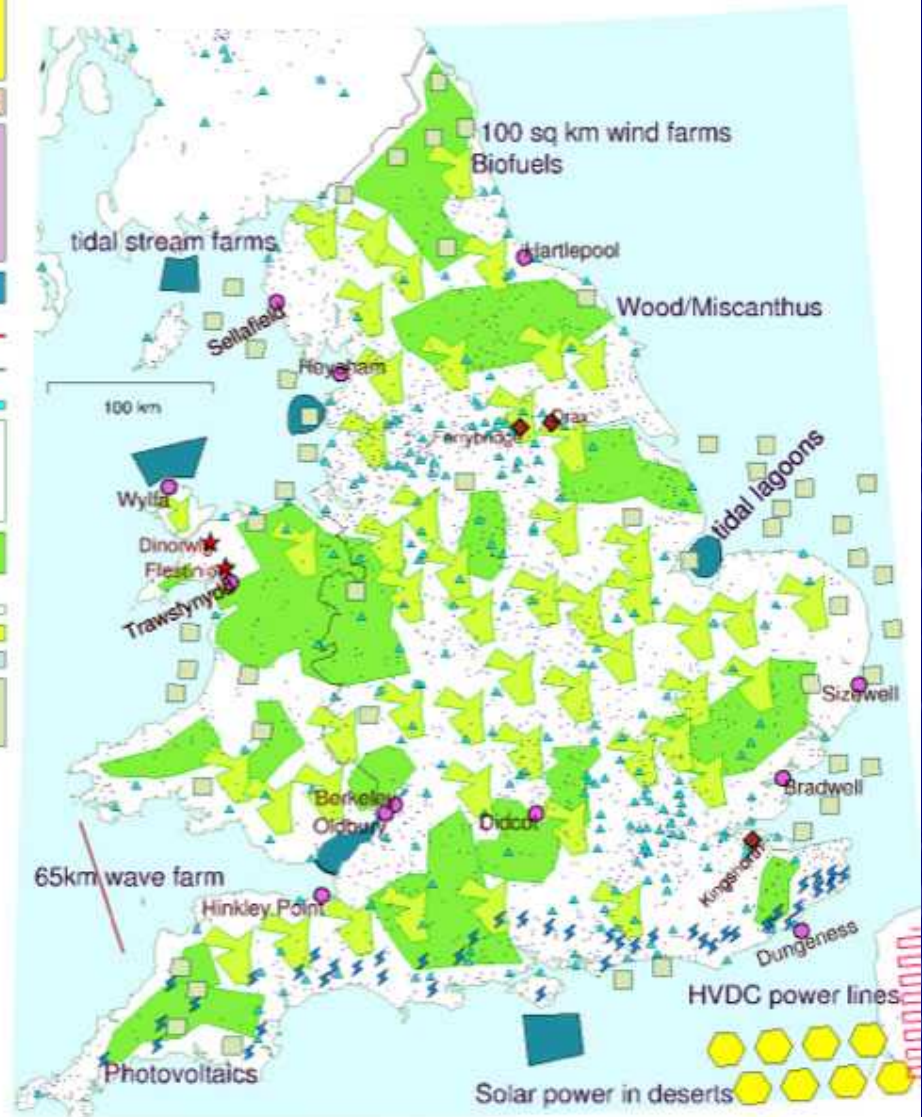 100 sq km wind farms
Biofuels
tidal stream farms
Hartlepool
Wood/Miscanthus
Sellafield
Heysham
100 km
Drax
Ferrybridge
tidal lagoons
Wylfa
Dinorwig
Ffestiniog
Trawsfynydd
Sizewell
Berkeley
Oldbury
Didcot
Bradwell
65km wave farm
Kingsnorth
Hinkley Point
Dungeness
HVDC power lines
Photovoltaics
Solar power in deserts